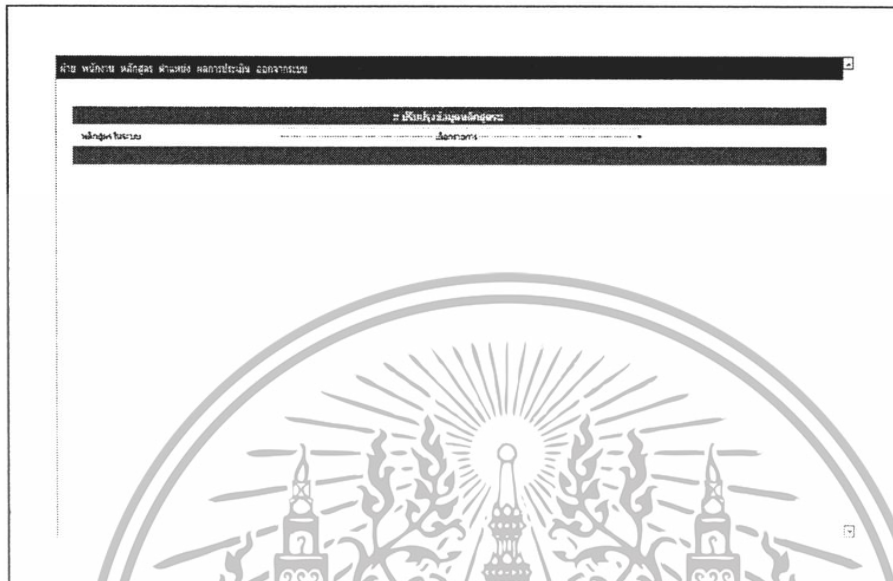 ฝ่าย พนักงาน หลักสูตร ตำแหน่ง ผลการประเมิน ออกจากระบบ
:: ปรับปรุงข้อมูลหลักสูตร::
หลักสูตรในระบบ
---------- เลือกรายการ ----------